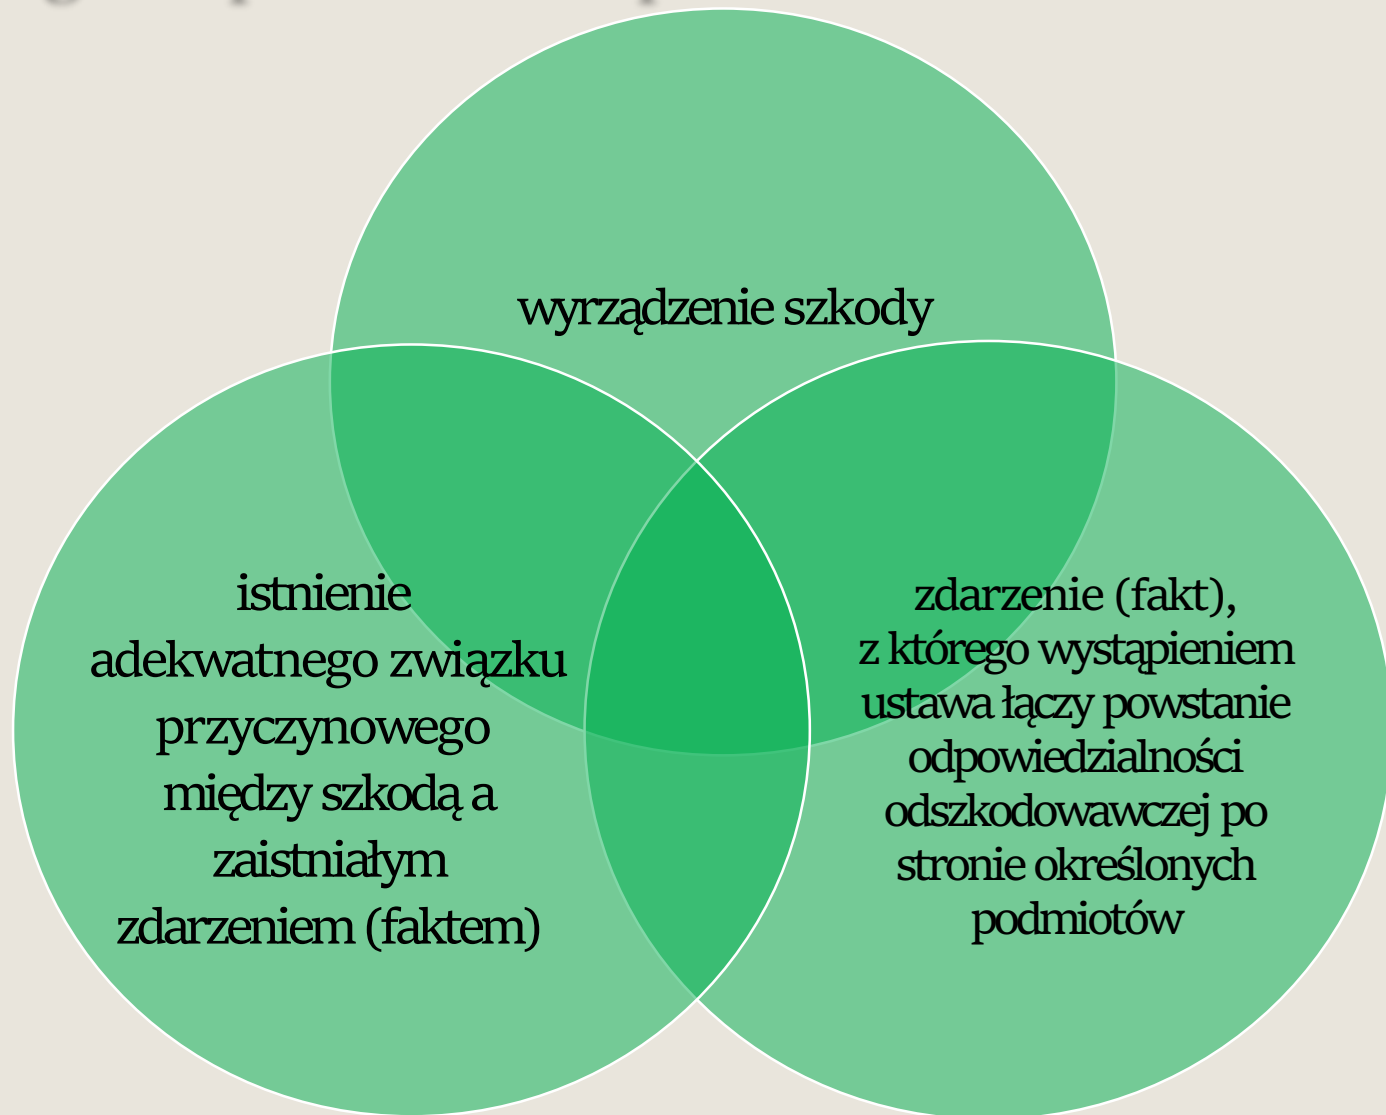 wyrządzenie szkody
istnienie
adekwatnego związku
przyczynowego
między szkodą a
zaistniałym
zdarzeniem (faktem)
zdarzenie (fakt),
z którego wystąpieniem
ustawa łączy powstanie
odpowiedzialności
odszkodowawczej po
stronie określonych
podmiotów